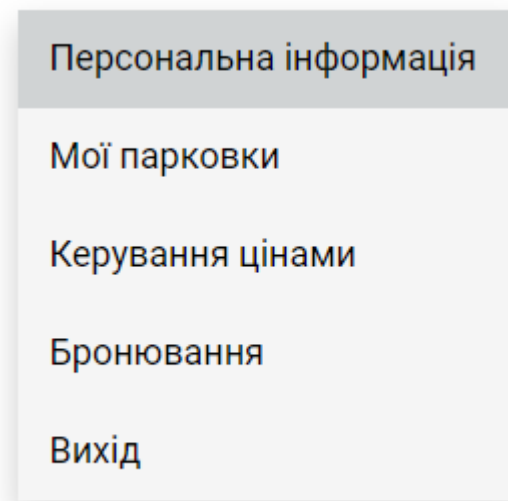 Персональна інформація
Мої парковки
Керування цінами
Бронювання
Вихід